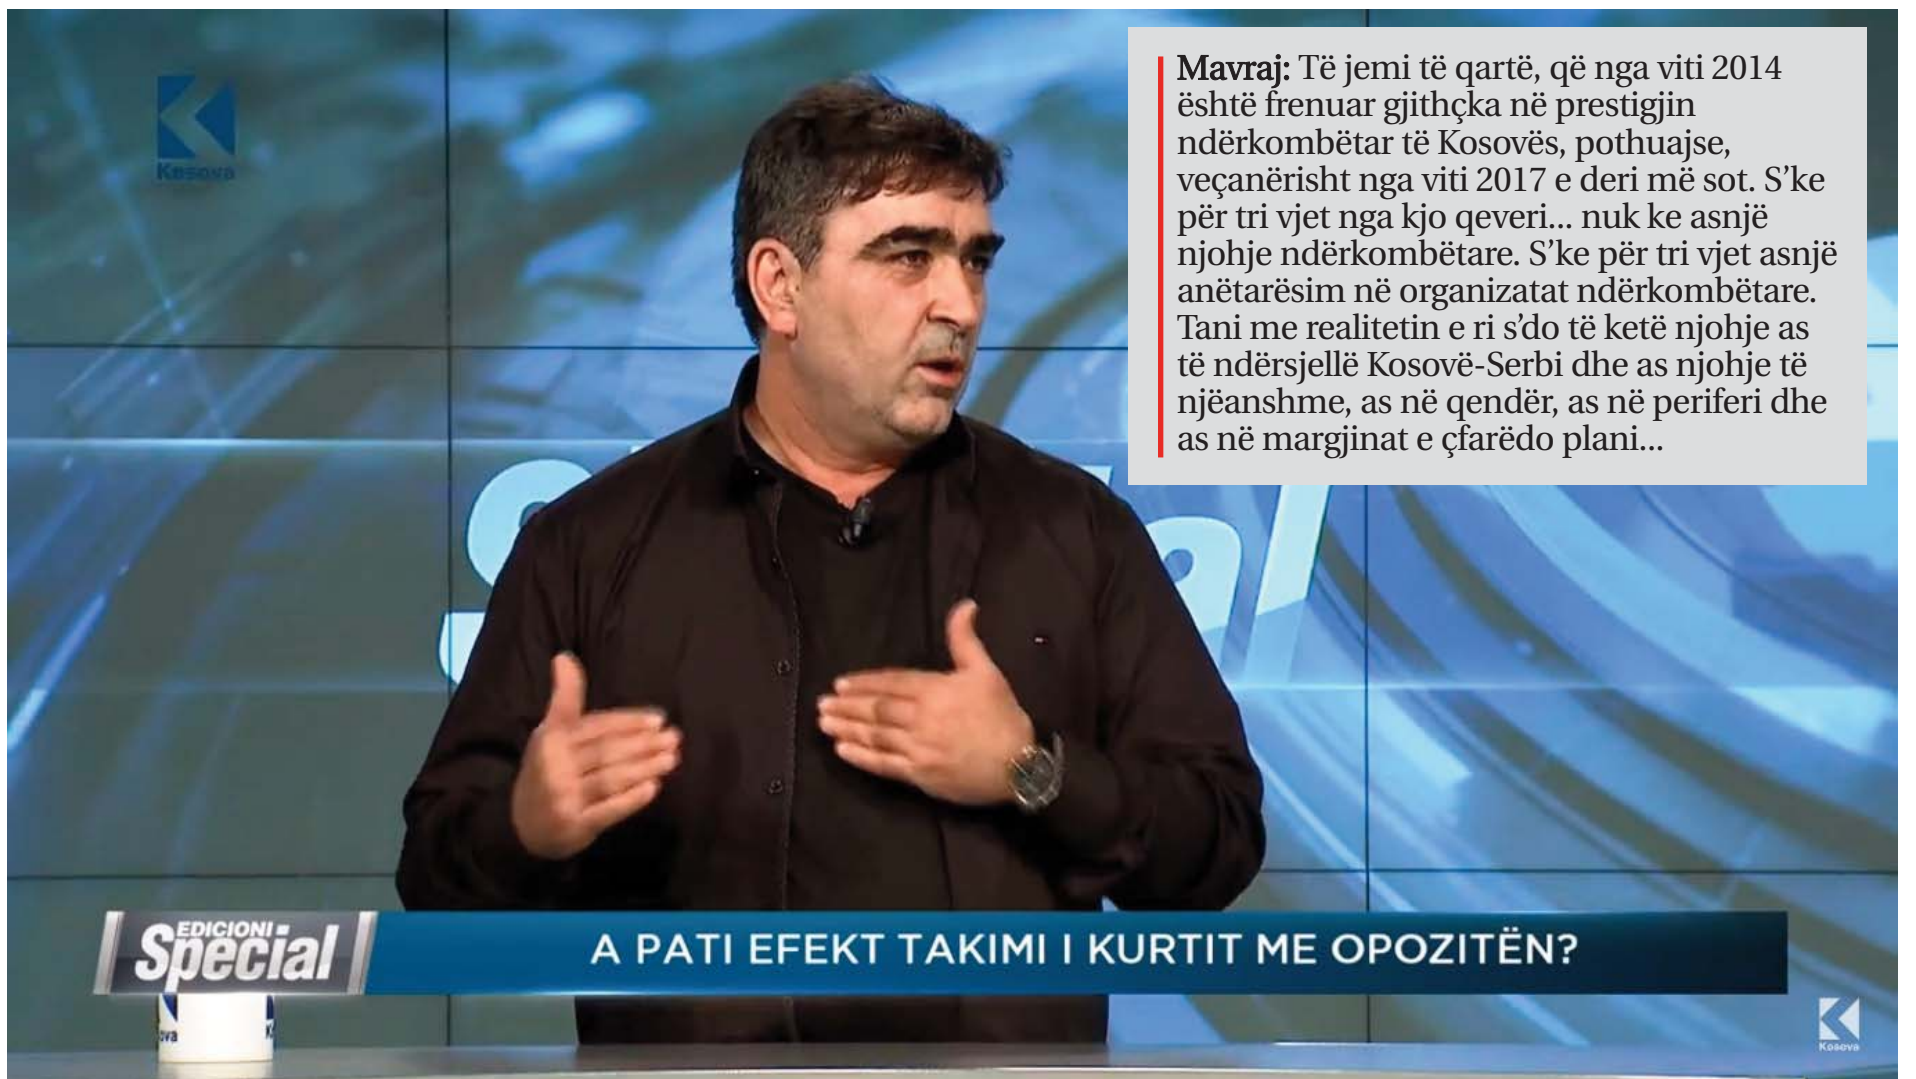 Kosova
Mavraj: Të jemi të qartë, që nga viti 2014
është frenuar gjithçka në prestigjin
ndërkombëtar të Kosovës, pothuajse,
veçanërisht nga viti 2017 e deri më sot. S’ke
për tri vjet nga kjo qeveri... nuk ke asnjë
njohje ndërkombëtare. S’ke për tri vjet asnjë
anëtarësim në organizatat ndërkombëtare.
Tani me realitetin e ri s’do të ketë njohje as
të ndërsjellë Kosovë-Serbi dhe as njohje të
njëanshme, as në qendër, as në periferi dhe
as në margjinat e çfarëdo plani...
EDICIONI
Special
A PATI EFEKT TAKIMI I KURTIT ME OPOZITËN?
Kosova